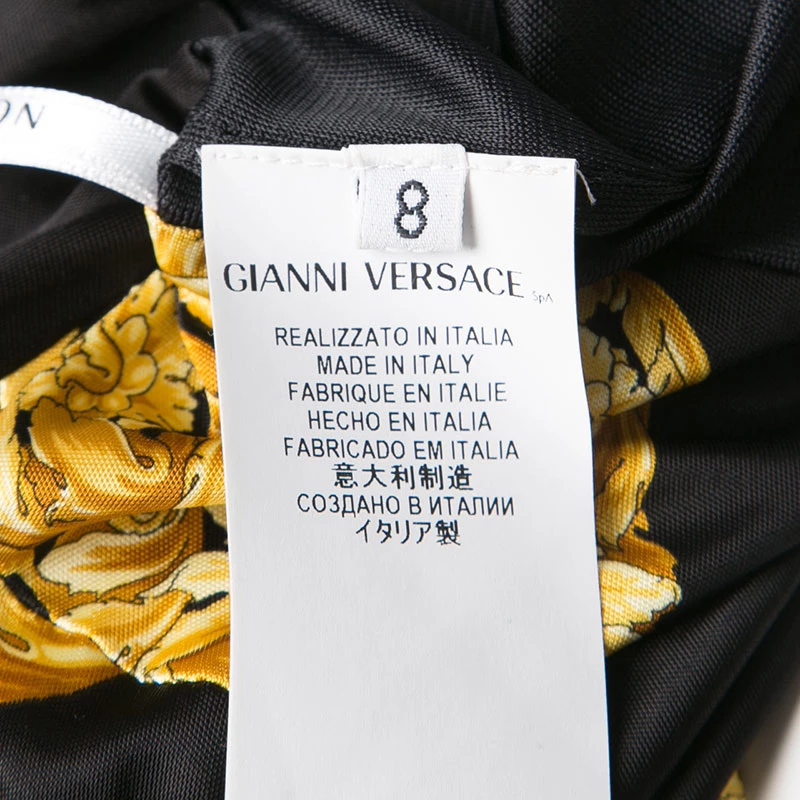 ON
8
GIANNI VERSACE SpA
REALIZZATO IN ITALIA
MADE IN ITALY
FABRIQUE EN ITALIE
HECHO EN ITALIA
FABRICADO EM ITALIA
意大利制造
СОЗДАНО В ИТАЛИИ
イタリア製